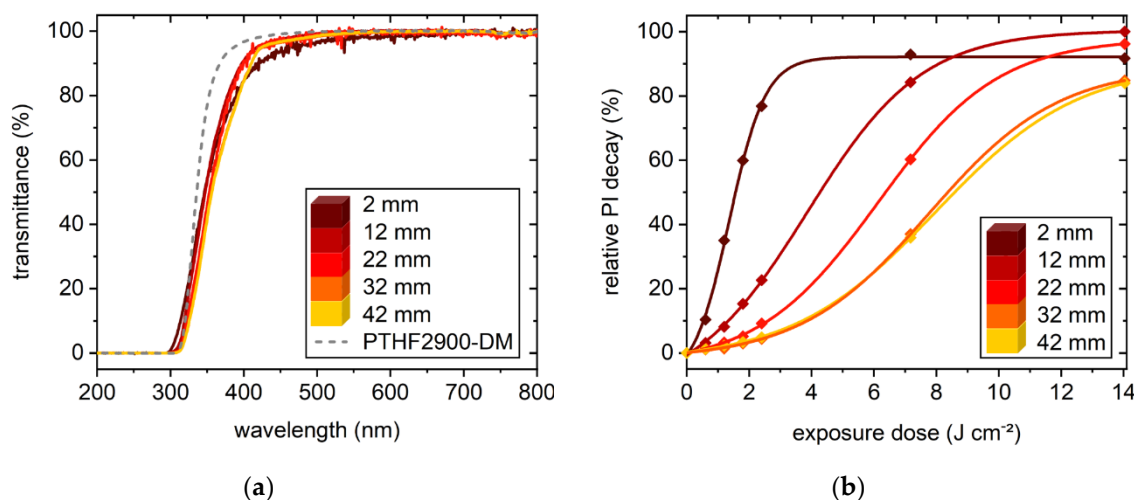 transmittance (%)
100
80
60
40
20
0
2 mm
12 mm
22 mm
32 mm
42 mm
PTHF2900-DM
200 300 400 500 600 700 800
wavelength (nm)
(a)
relative PI decay (%)
100
80
60
40
20
0
2 mm
12 mm
22 mm
32 mm
42 mm
0 2 4 6 8 10 12 14
exposure dose (J cm⁻²)
(b)